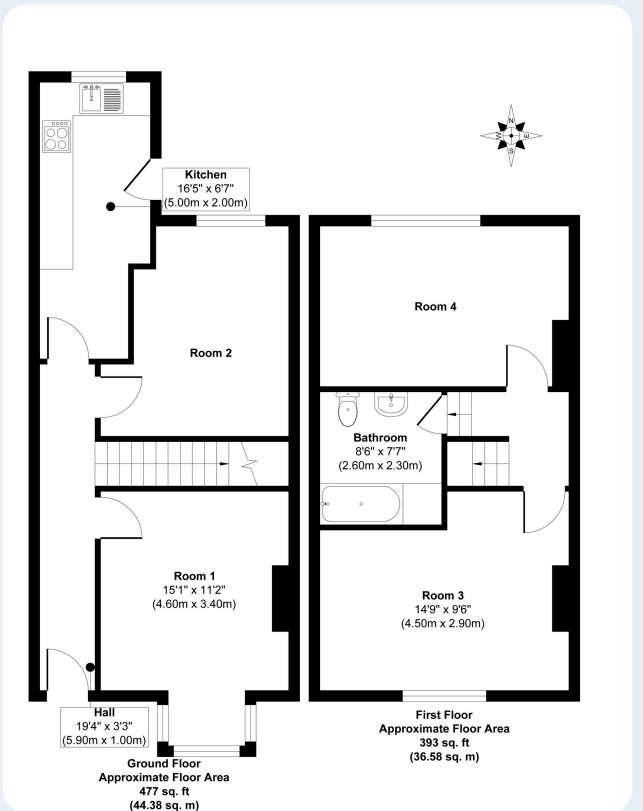 N
W E
S
Kitchen
16'5" x 6'7"
(5.00m x 2.00m)
Room 2
Room 4
Bathroom
8'6" x 7'7"
(2.60m x 2.30m)
Room 1
15'1" x 11'2"
(4.60m x 3.40m)
Room 3
14'9" x 9'6"
(4.50m x 2.90m)
Hall
19'4" x 3'3"
(5.90m x 1.00m)
Ground Floor
Approximate Floor Area
477 sq. ft
(44.38 sq. m)
First Floor
Approximate Floor Area
393 sq. ft
(36.58 sq. m)